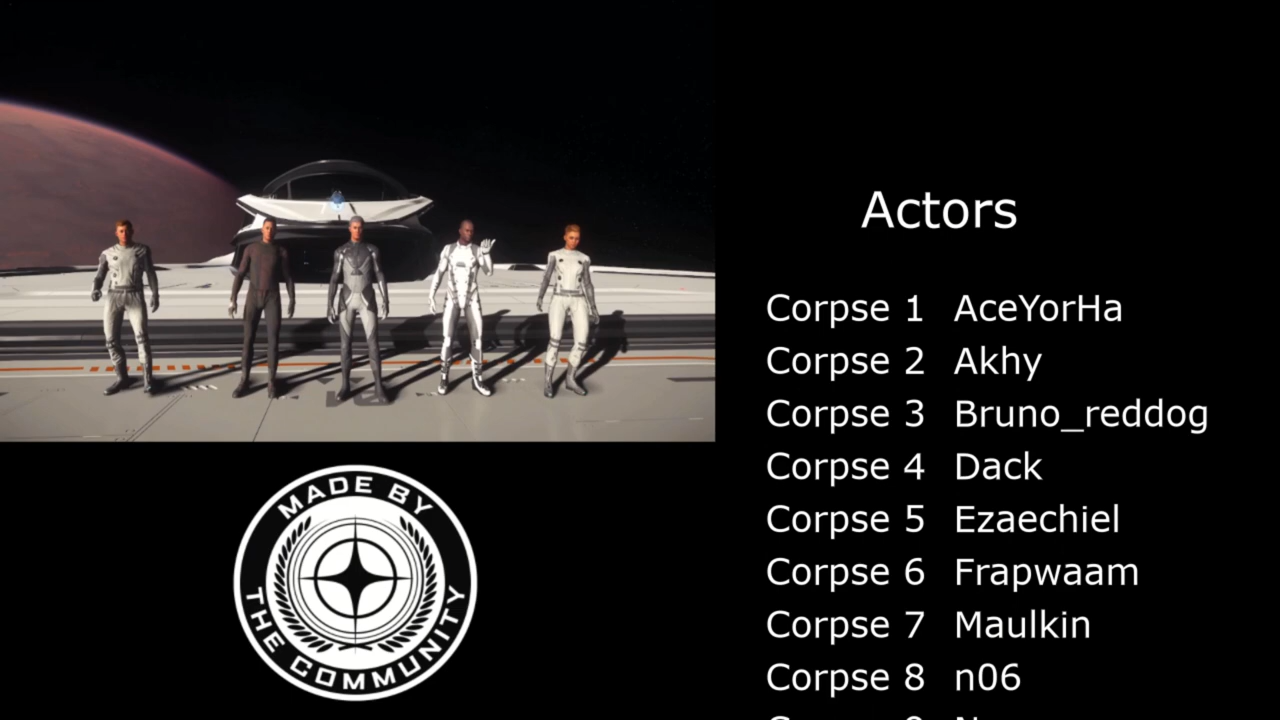 Actors
Corpse 1 AceYorHa
Corpse 2 Akhy
Corpse 3 Bruno_reddog
Corpse 4 Dack
Corpse 5 Ezaechiel
Corpse 6 Frapwaam
Corpse 7 Maulkin
Corpse 8 n06
MADE BY
THE COMMUNITY